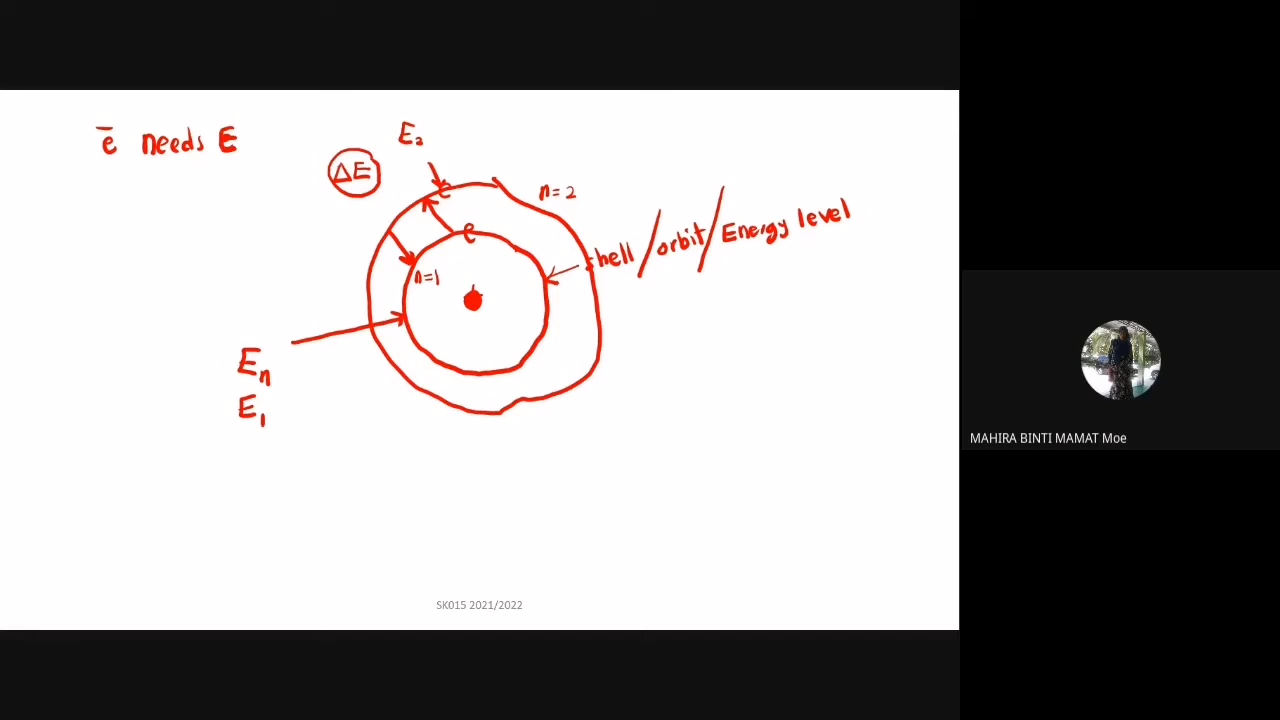 e̅ needs E
E₂
ΔE
e
n=2
e
shell/orbit/Energy level
n=1
+
Eₙ
E₁
SK015 2021/2022
MAHIRA BINTI MAMAT Moe